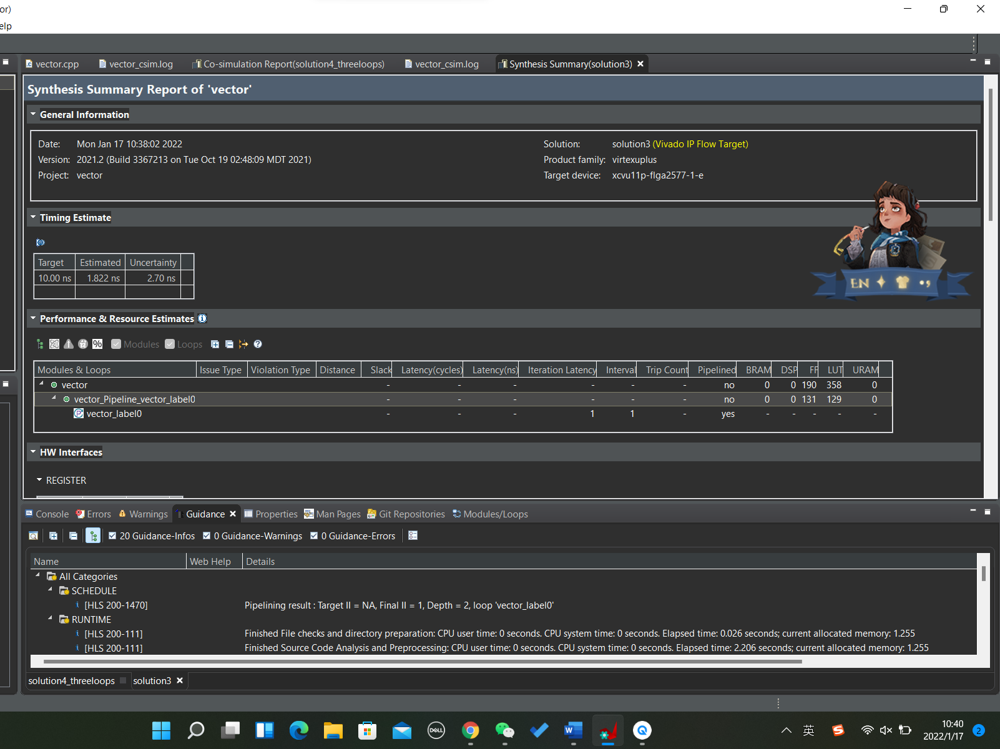 or)
elp
vector.cpp vector_csim.log Co-simulation Report(solution4_threeloops) vector_csim.log Synthesis Summary(solution3)
Synthesis Summary Report of 'vector'
General Information
Date: Mon Jan 17 10:38:02 2022 Solution: solution3 (Vivado IP Flow Target)
Version: 2021.2 (Build 3367213 on Tue Oct 19 02:48:09 MDT 2021) Product family: virtexuplus
Project: vector Target device: xcvu11p-flga2577-1-e
Timing Estimate
Target Estimated Uncertainty
10.00 ns 1.822 ns 2.70 ns
EN
Performance & Resource Estimates
% Modules Loops
Modules & Loops Issue Type Violation Type Distance Slack Latency(cycles) Latency(ns) Iteration Latency Interval Trip Count Pipelined BRAM DSP FF LUT URAM
vector - - - - - - no 0 0 190 358 0
vector_Pipeline_vector_label0 - - - - - - no 0 0 131 129 0
vector_label0 - - - 1 1 - yes - - - - -
HW Interfaces
REGISTER
Console Errors Warnings Guidance Properties Man Pages Git Repositories Modules/Loops
20 Guidance-Infos 0 Guidance-Warnings 0 Guidance-Errors
Name Web Help Details
All Categories
SCHEDULE
[HLS 200-1470] Pipelining result : Target II = NA, Final II = 1, Depth = 2, loop 'vector_label0'
RUNTIME
[HLS 200-111] Finished File checks and directory preparation: CPU user time: 0 seconds. CPU system time: 0 seconds. Elapsed time: 0.026 seconds; current allocated memory: 1.255
[HLS 200-111] Finished Source Code Analysis and Preprocessing: CPU user time: 0 seconds. CPU system time: 0 seconds. Elapsed time: 2.206 seconds; current allocated memory: 1.255
solution4_threeloops solution3
DELL
英
10:40
2022/1/17
2